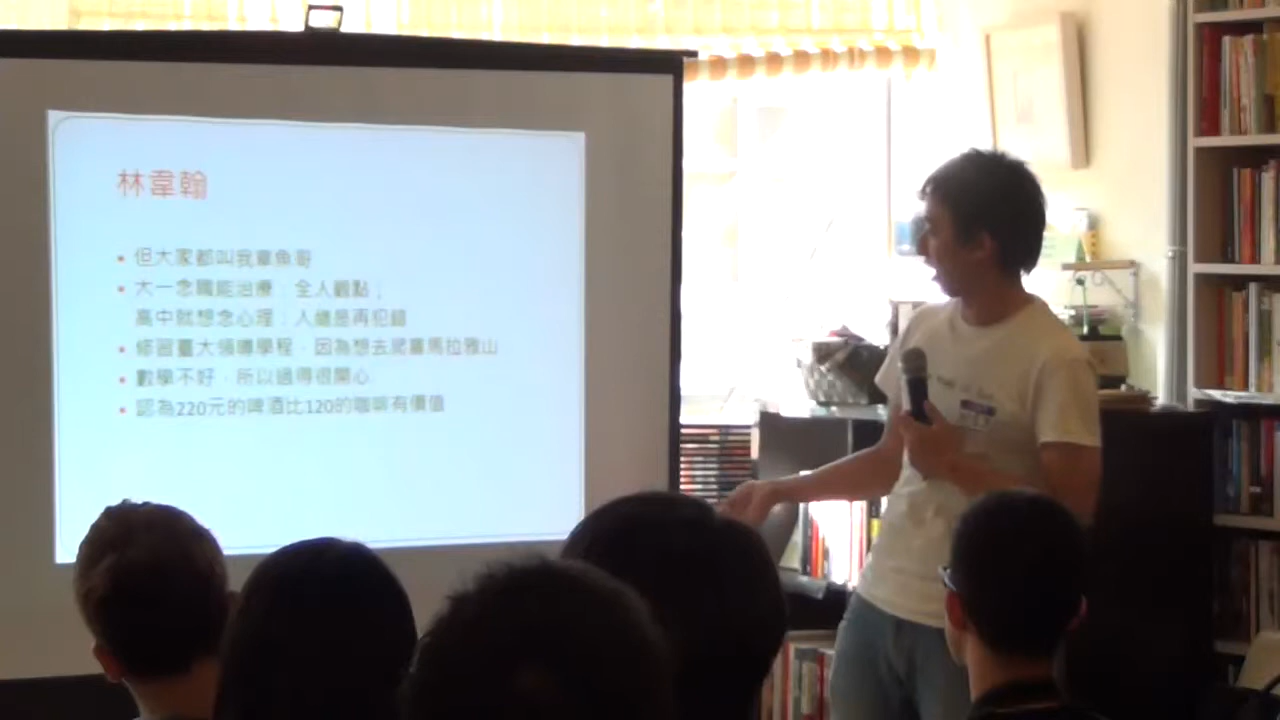 林韋翰
• 但大家都叫我章魚哥
• 大一念職能治療：全人觀點；
高中就想念心理：人總是再犯錯
• 修習臺大領導學程，因為想去爬喜馬拉雅山
• 數學不好，所以過得很開心
• 認為220元的啤酒比120的咖啡有價值